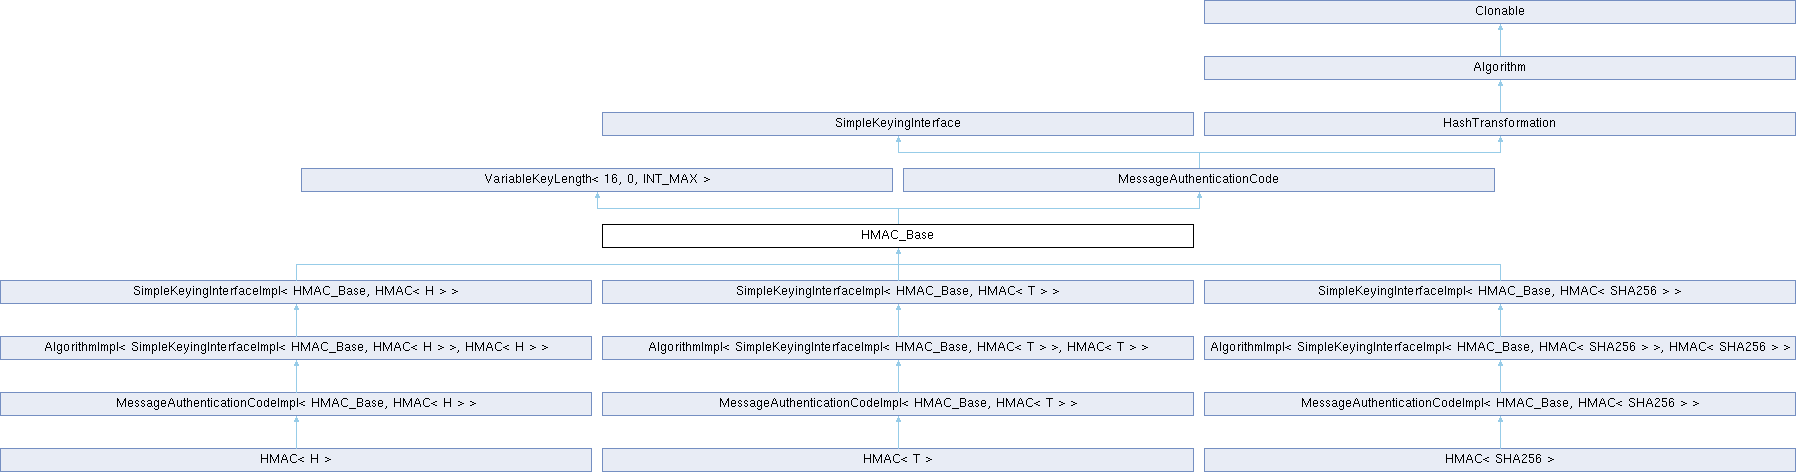 Clonable
Algorithm
SimpleKeyingInterface
HashTransformation
VariableKeyLength< 16, 0, INT_MAX >
MessageAuthenticationCode
HMAC_Base
SimpleKeyingInterfaceImpl< HMAC_Base, HMAC< H > >
SimpleKeyingInterfaceImpl< HMAC_Base, HMAC< T > >
SimpleKeyingInterfaceImpl< HMAC_Base, HMAC< SHA256 > >
AlgorithmImpl< SimpleKeyingInterfaceImpl< HMAC_Base, HMAC< H > >, HMAC< H > >
AlgorithmImpl< SimpleKeyingInterfaceImpl< HMAC_Base, HMAC< T > >, HMAC< T > >
AlgorithmImpl< SimpleKeyingInterfaceImpl< HMAC_Base, HMAC< SHA256 > >, HMAC< SHA256 > >
MessageAuthenticationCodeImpl< HMAC_Base, HMAC< H > >
MessageAuthenticationCodeImpl< HMAC_Base, HMAC< T > >
MessageAuthenticationCodeImpl< HMAC_Base, HMAC< SHA256 > >
HMAC< H >
HMAC< T >
HMAC< SHA256 >